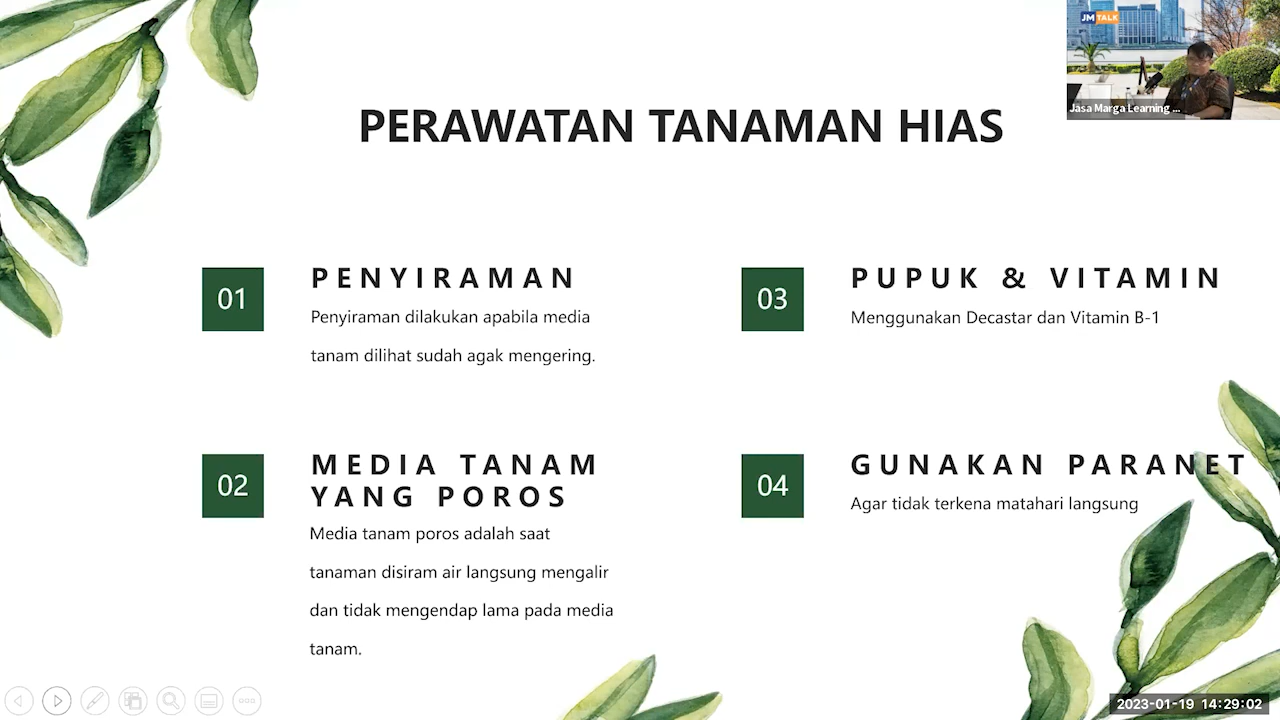 JM TALK
Jasa Marga Learning ...
PERAWATAN TANAMAN HIAS
01
PENYIRAMAN
Penyiraman dilakukan apabila media
tanam dilihat sudah agak mengering.
02
MEDIA TANAM
YANG POROS
Media tanam poros adalah saat
tanaman disiram air langsung mengalir
dan tidak mengendap lama pada media
tanam.
03
PUPUK & VITAMIN
Menggunakan Decastar dan Vitamin B-1
04
GUNAKAN PARANET
Agar tidak terkena matahari langsung
2023-01-19 14:29:02